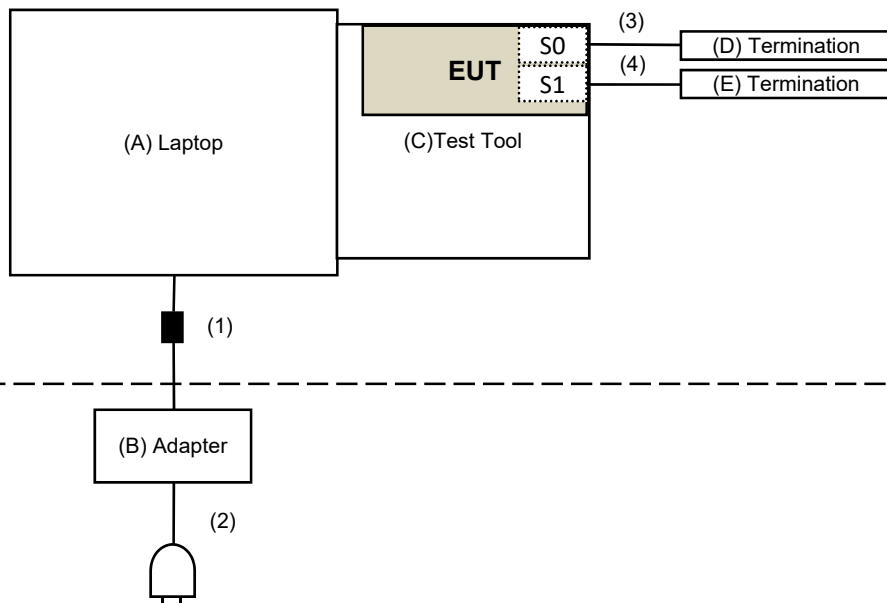 (3)
S0
(D) Termination
EUT
(4)
S1
(E) Termination
(A) Laptop
(C)Test Tool
(1)
(B) Adapter
(2)